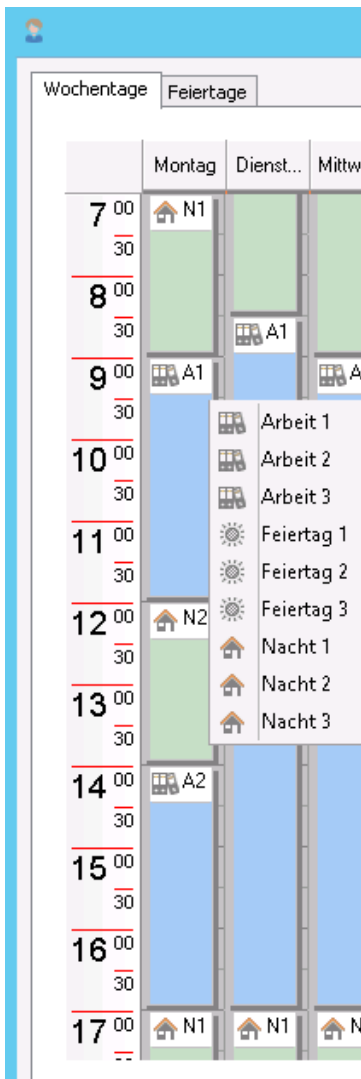 Wochentage Feiertage
Montag Dienst... Mittw
7 00 N1
30
8 00
30 A1
9 00 A1 A
30
Arbeit 1
10 00 Arbeit 2
30 Arbeit 3
11 00 Feiertag 1
30 Feiertag 2
12 00 N2 Feiertag 3
30 Nacht 1
13 00 Nacht 2
30 Nacht 3
14 00 A2
30
15 00
30
16 00
30
17 00 N1 N1 N